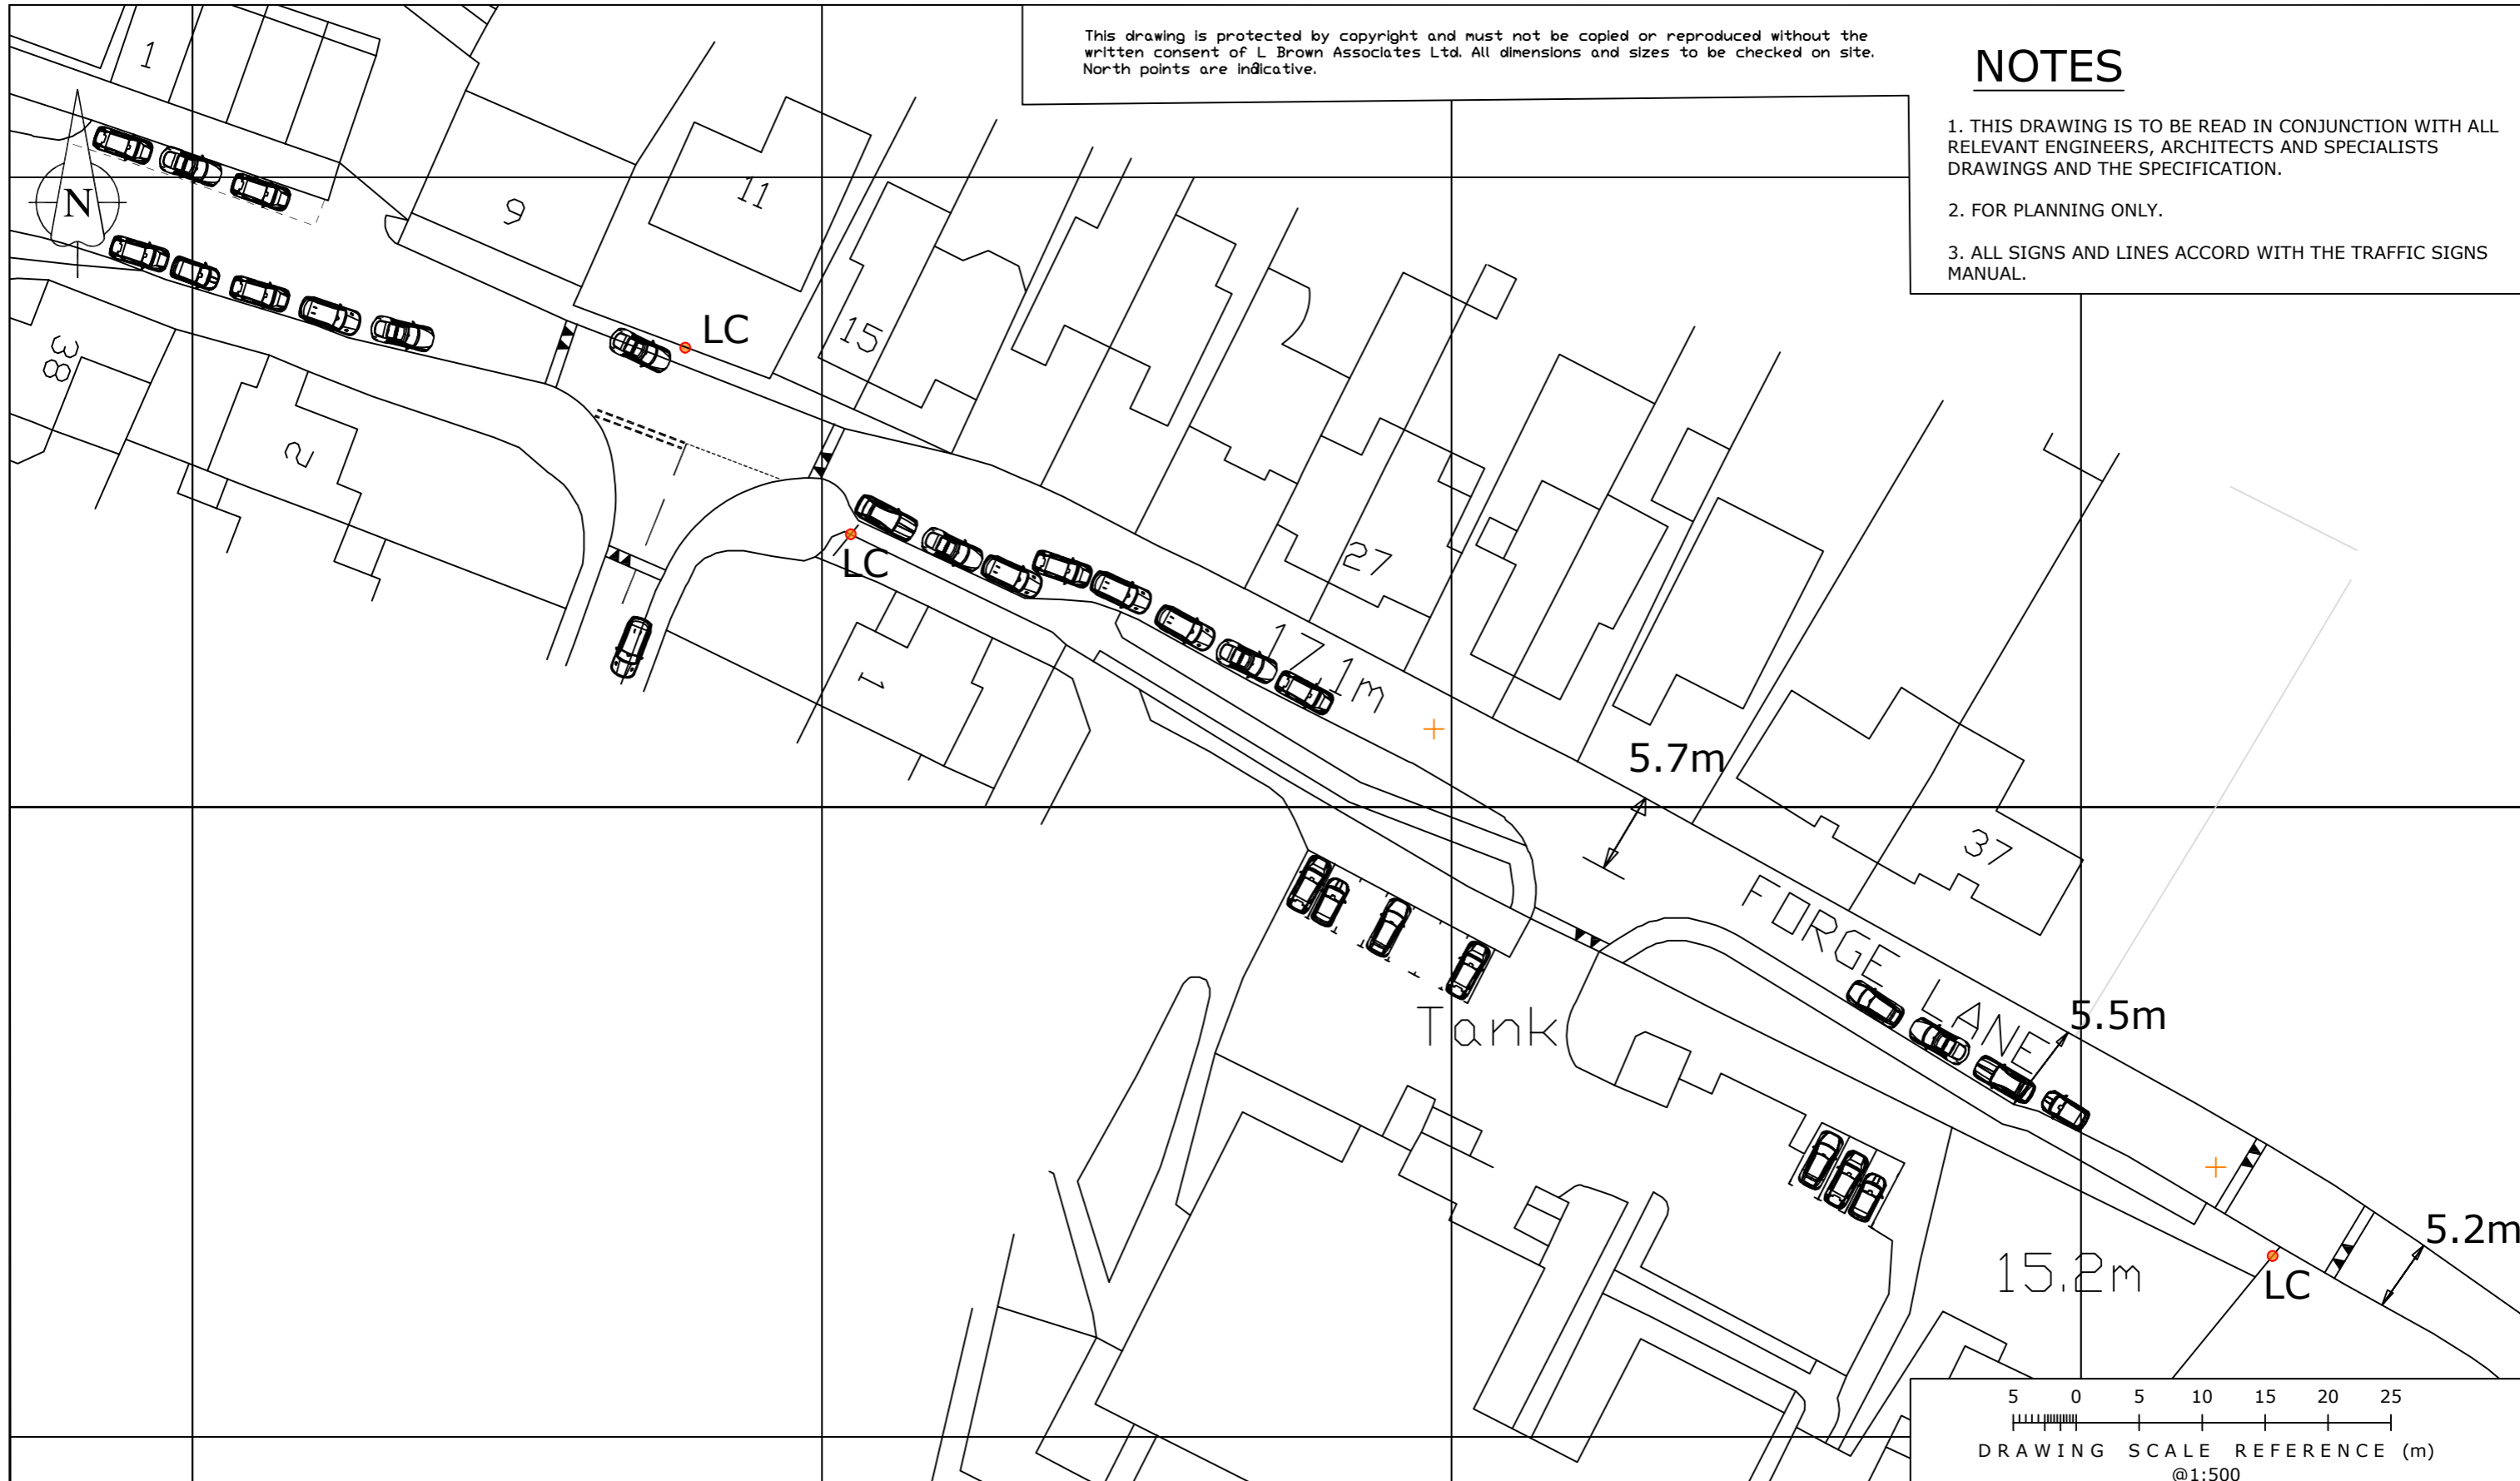 This drawing is protected by copyright and must not be copied or reproduced without the
written consent of L Brown Associates Ltd. All dimensions and sizes to be checked on site.
North points are indicative.
NOTES
1. THIS DRAWING IS TO BE READ IN CONJUNCTION WITH ALL
RELEVANT ENGINEERS, ARCHITECTS AND SPECIALISTS
DRAWINGS AND THE SPECIFICATION.
2. FOR PLANNING ONLY.
3. ALL SIGNS AND LINES ACCORD WITH THE TRAFFIC SIGNS
MANUAL.
1
N
9
11
LC
15
38
2
LC
27
1
17.1m
5.7m
37
FORGE LANE
Tank
5.5m
5.2m
15.2m
LC
5 0 5 10 15 20 25
DRAWING SCALE REFERENCE (m)
@1:500